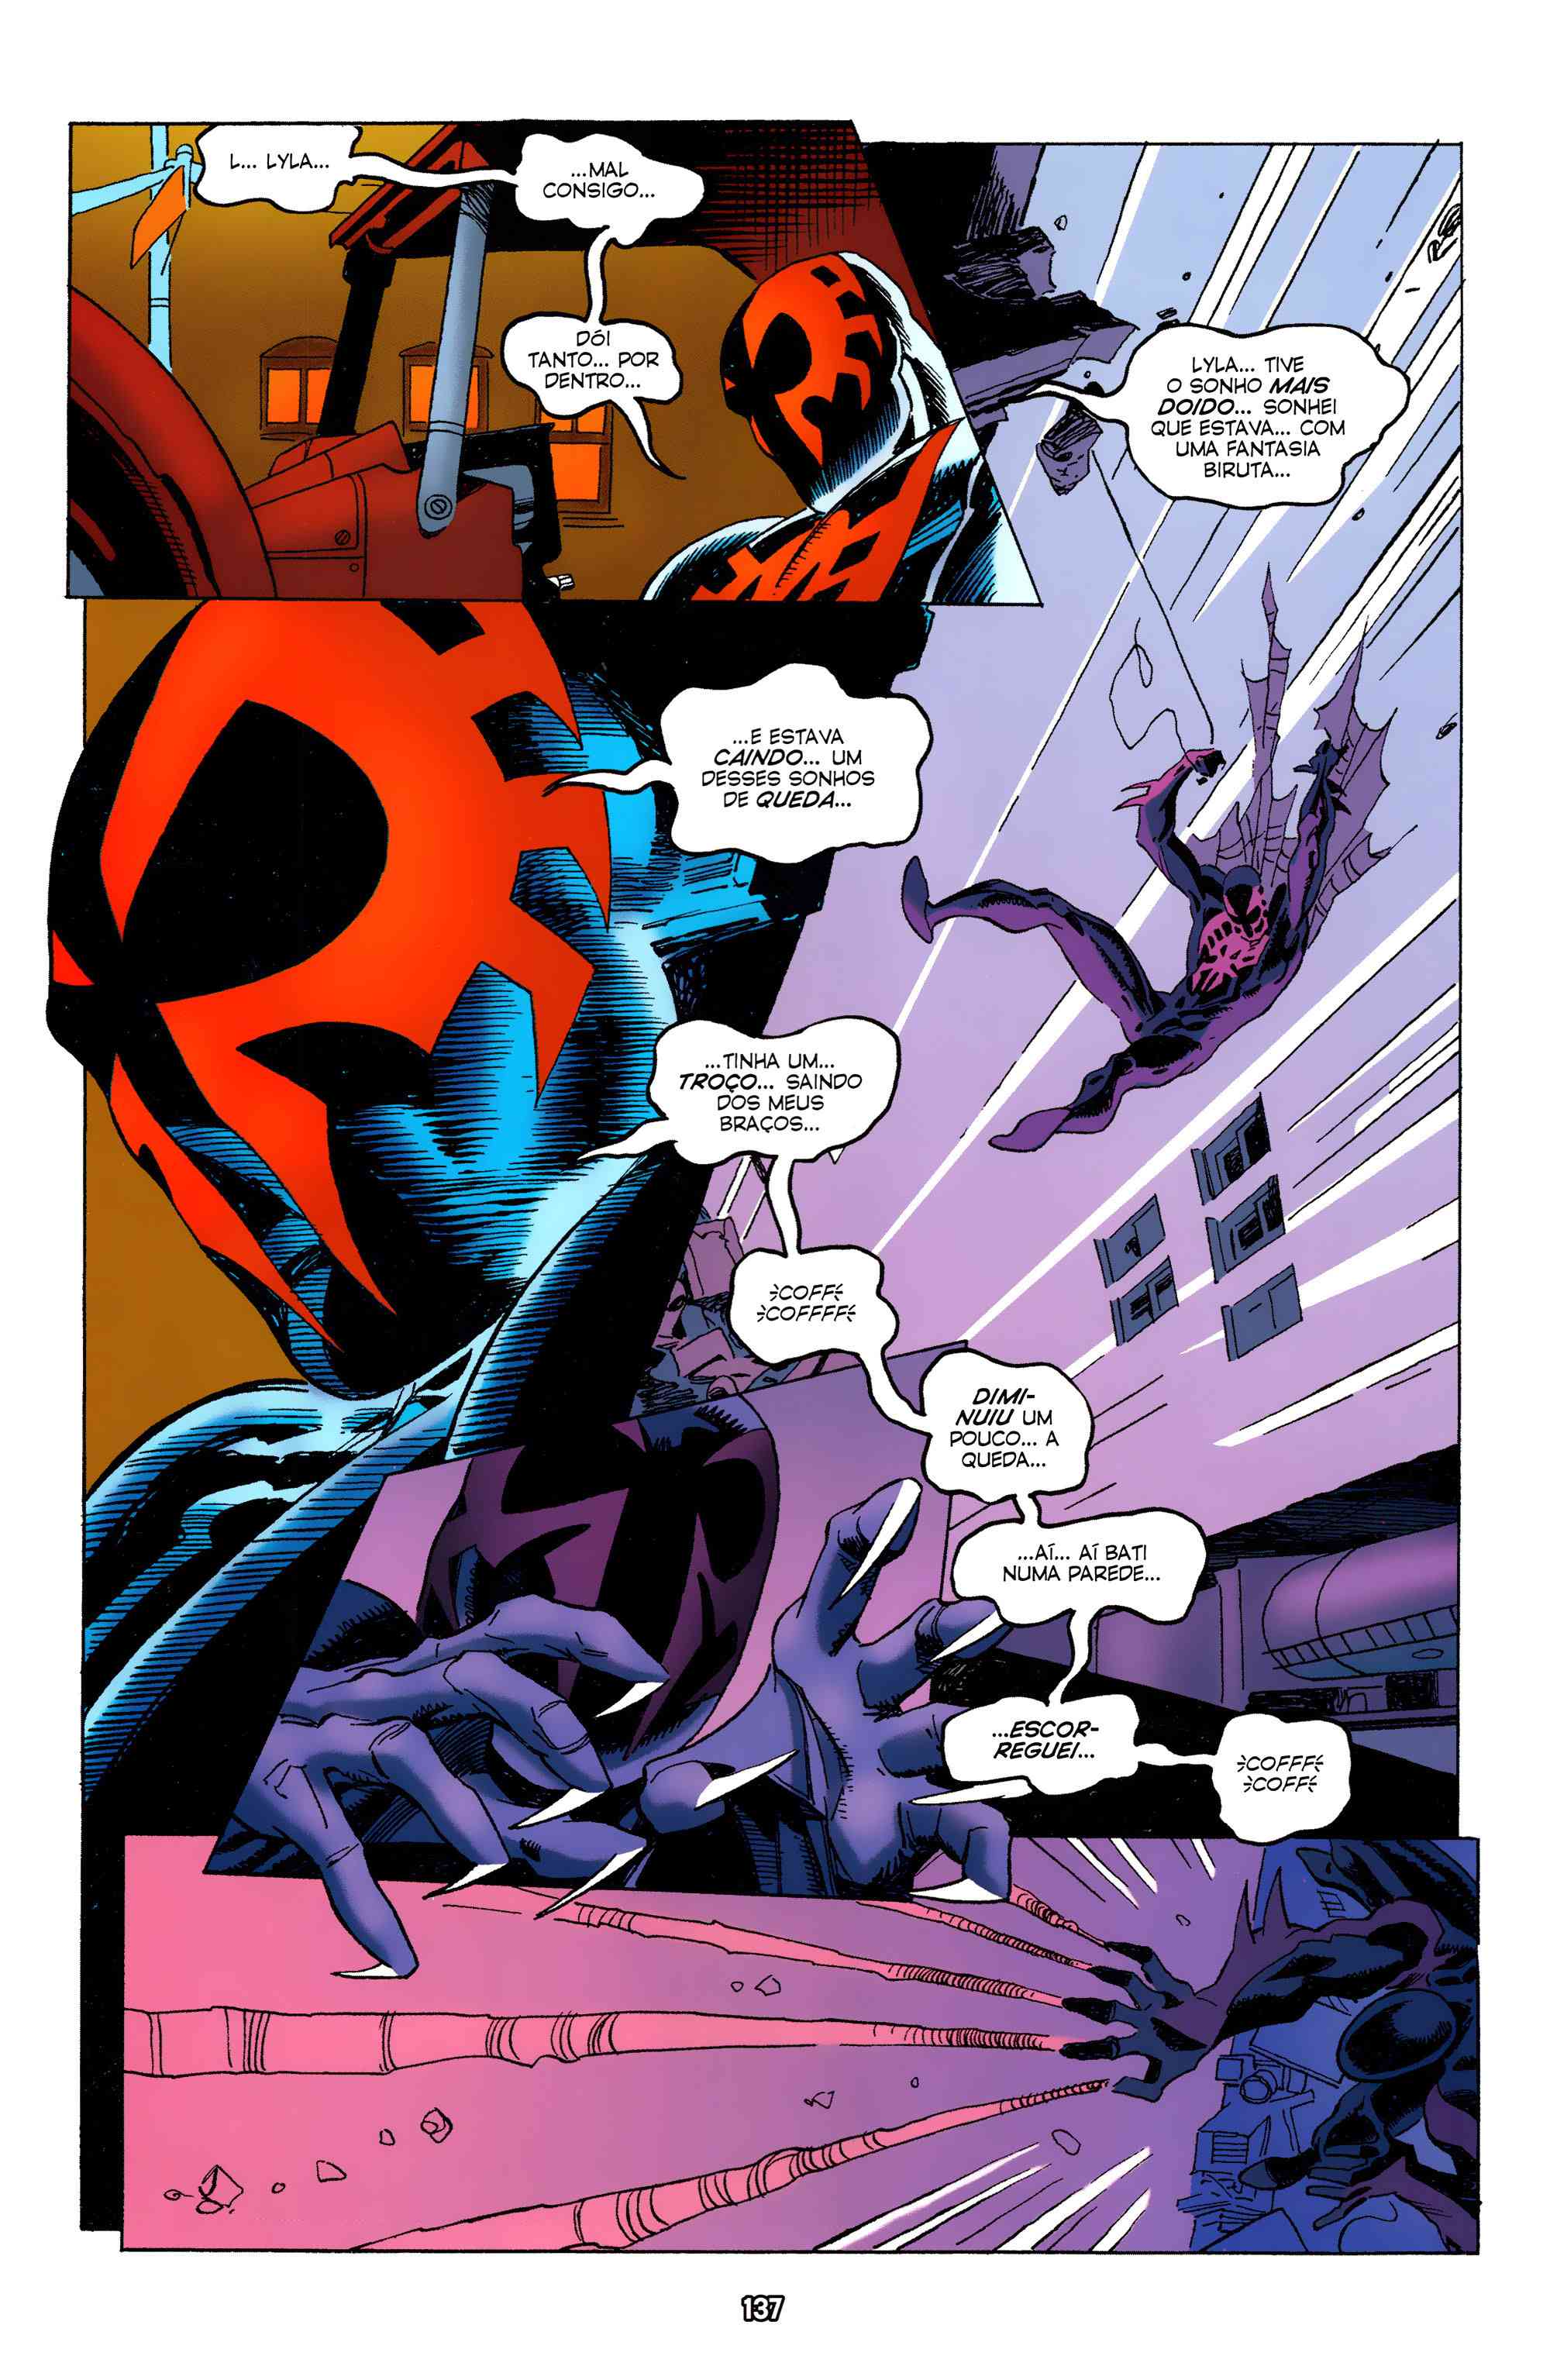 L... LYLA...
...MAL
CONSIGO...
DÓI
TANTO... POR
DENTRO...
LYLA... TIVE
O SONHO MAIS
DOIDO... SONHEI
QUE ESTAVA... COM
UMA FANTASIA
BIRUTA...
...E ESTAVA
CAINDO... UM
DESSES SONHOS
DE QUEDA...
...TINHA UM...
TROÇO... SAINDO
DOS MEUS
BRAÇOS...
COFF
COFFFF
DIMI-
NUIU UM
POUCO... A
QUEDA...
...AÍ... AÍ BATI
NUMA PAREDE...
...ESCOR-
REGUEI...
COFFF
COFF
137